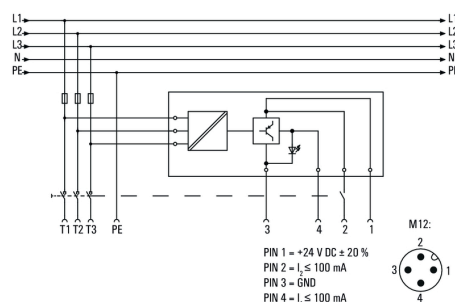 L1 L1
L2 L2
L3 L3
N N
PE PE
T1 T2 T3 PE 3 4 2 1
M12:
2
3 1
4
PIN 1 = +24 V DC ± 20 %
PIN 2 = I₂ ≤ 100 mA
PIN 3 = GND
PIN 4 = I. ≤ 100 mA